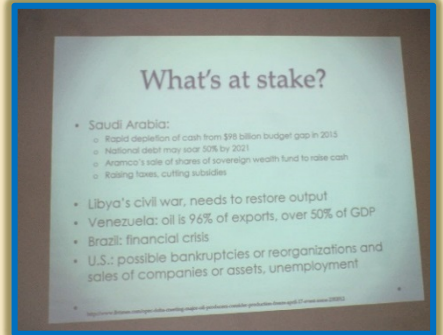 What's at stake?
• Saudi Arabia:
o Rapid depletion of cash from $98 billion budget gap in 2015
o National debt may soar 50% by 2021
o Aramco's sale of shares of sovereign wealth fund to raise cash
o Raising taxes, cutting subsidies
• Libya's civil war, needs to restore output
• Venezuela: oil is 96% of exports, over 50% of GDP
• Brazil: financial crisis
• U.S.: possible bankruptcies or reorganizations and
sales of companies or assets, unemployment